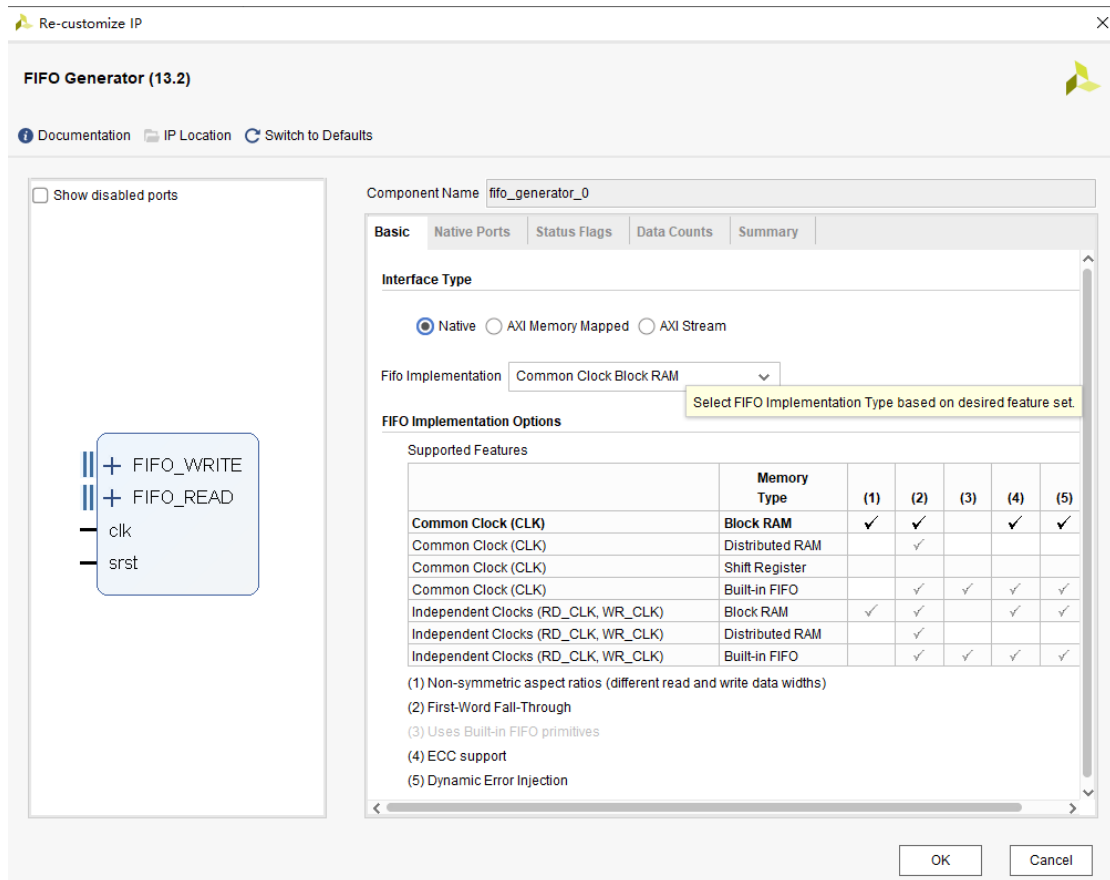 Re-customize IP
FIFO Generator (13.2)
Documentation IP Location Switch to Defaults
Show disabled ports
FIFO_WRITE
FIFO_READ
clk
srst
Component Name fifo_generator_0
Basic Native Ports Status Flags Data Counts Summary
Interface Type
Native AXI Memory Mapped AXI Stream
Fifo Implementation Common Clock Block RAM
Select FIFO Implementation Type based on desired feature set.
FIFO Implementation Options
Supported Features
Memory Type (1) (2) (3) (4) (5)
Common Clock (CLK) Block RAM ✓ ✓ ✓ ✓
Common Clock (CLK) Distributed RAM ✓
Common Clock (CLK) Shift Register
Common Clock (CLK) Built-in FIFO ✓ ✓ ✓ ✓
Independent Clocks (RD_CLK, WR_CLK) Block RAM ✓ ✓ ✓ ✓
Independent Clocks (RD_CLK, WR_CLK) Distributed RAM ✓
Independent Clocks (RD_CLK, WR_CLK) Built-in FIFO ✓ ✓ ✓ ✓
(1) Non-symmetric aspect ratios (different read and write data widths)
(2) First-Word Fall-Through
(3) Uses Built-in FIFO primitives
(4) ECC support
(5) Dynamic Error Injection
OK Cancel